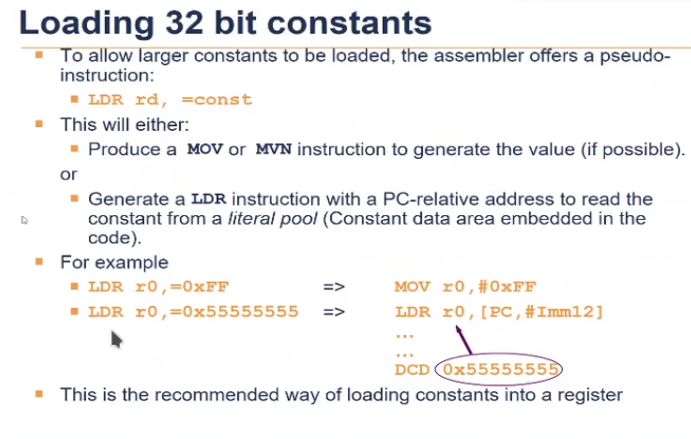 Loading 32 bit constants
▪ To allow larger constants to be loaded, the assembler offers a pseudo-
instruction:
▪ LDR rd, =const
▪ This will either:
▪ Produce a MOV or MVN instruction to generate the value (if possible).
or
▪ Generate a LDR instruction with a PC-relative address to read the
constant from a literal pool (Constant data area embedded in the
code).
▪ For example
▪ LDR r0,=0xFF => MOV r0,#0xFF
▪ LDR r0,=0x55555555 => LDR r0,[PC,#Imm12]
...
...
DCD 0x55555555
▪ This is the recommended way of loading constants into a register